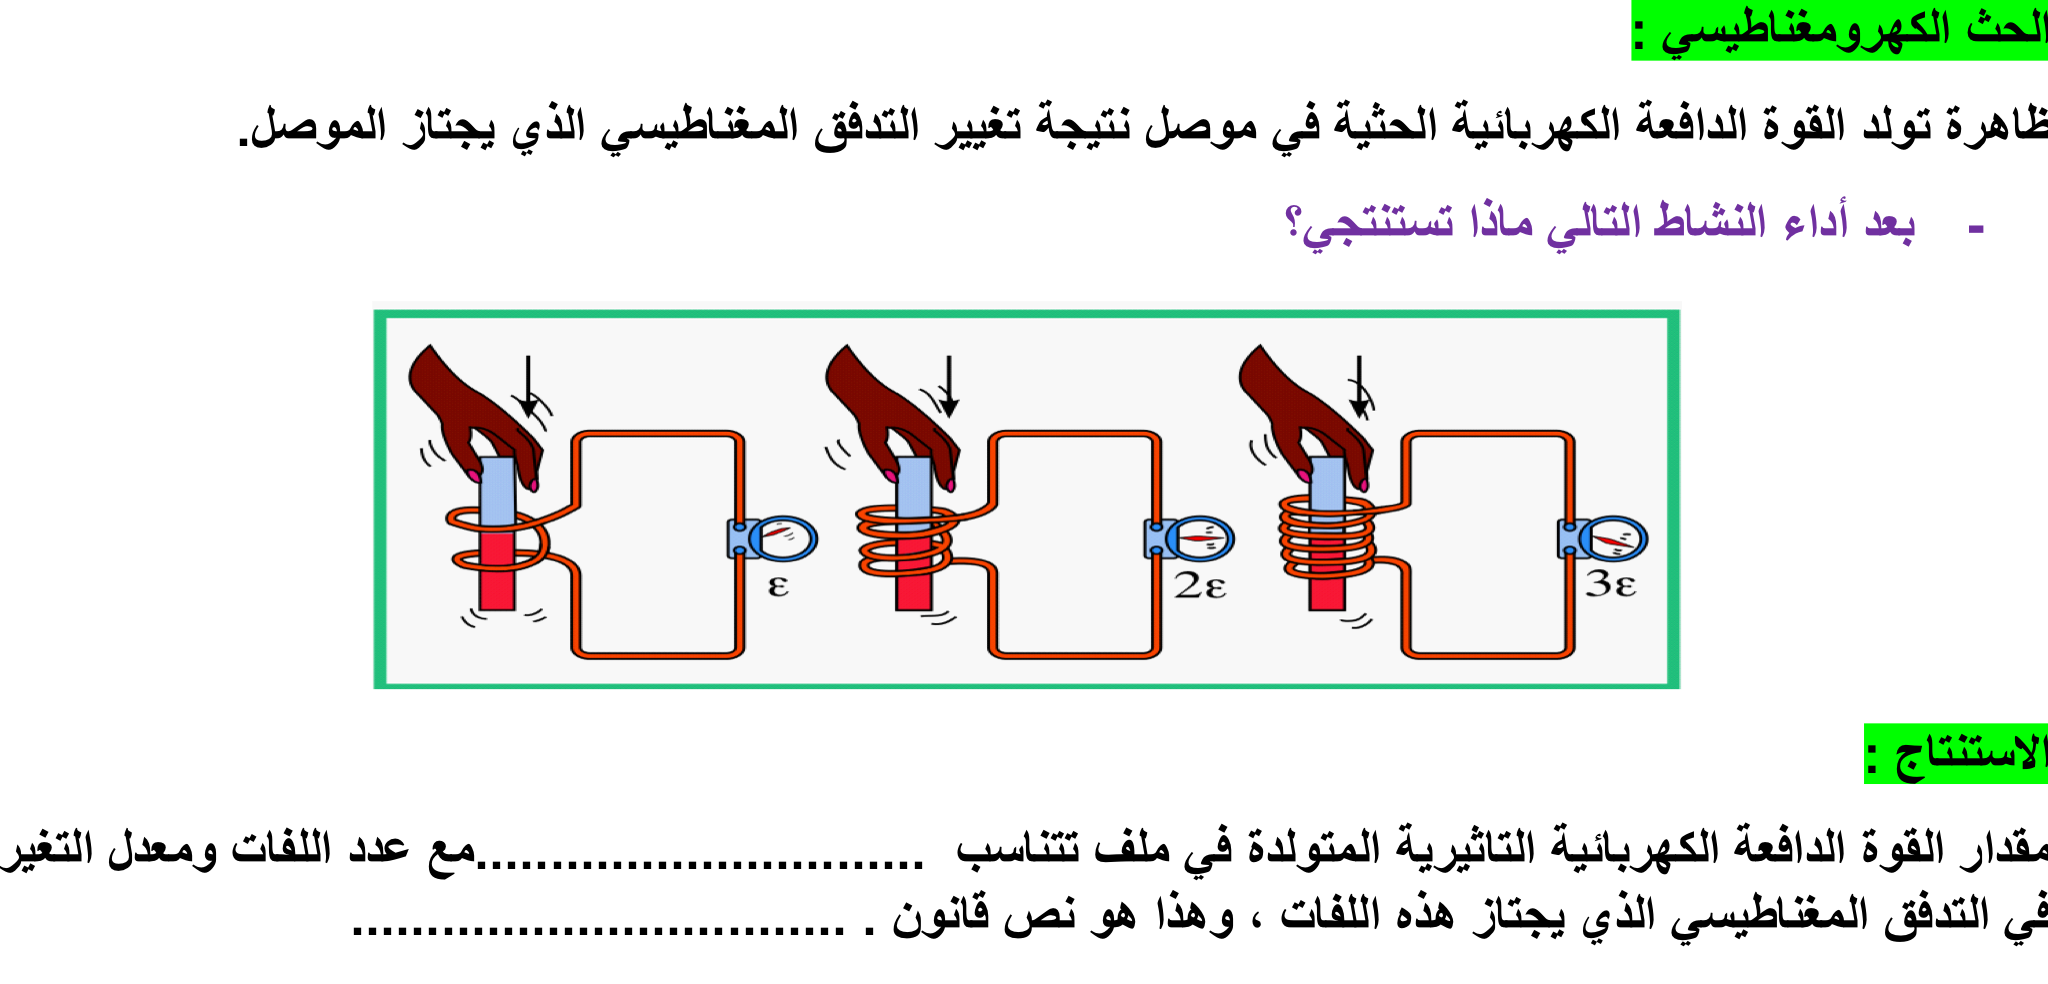 الحث الكهرومغناطيسي :
ظاهرة تولد القوة الدافعة الكهربائية الحثية في موصل نتيجة تغيير التدفق المغناطيسي الذي يجتاز الموصل.
- بعد أداء النشاط التالي ماذا تستنتجي؟
ε 2ε 3ε
الاستنتاج :
مقدار القوة الدافعة الكهربائية التاثيرية المتولدة في ملف تتناسب ..............................مع عدد اللفات ومعدل التغير
في التدفق المغناطيسي الذي يجتاز هذه اللفات ، وهذا هو نص قانون . .................................